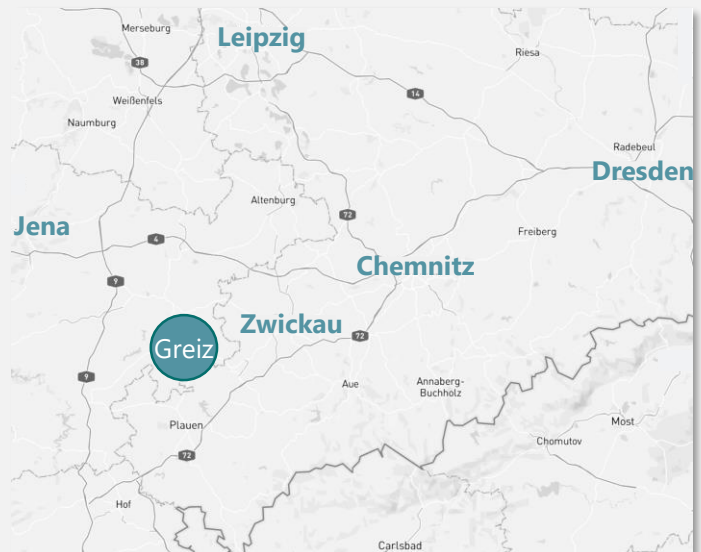 Merseburg
Leipzig
Riesa
38
14
Weißenfels
Naumburg
Radebeul
Dresden
Altenburg
72
Jena
Freiberg
4
Chemnitz
9
Zwickau
72
Greiz
9
Aue
Annaberg-
Buchholz
Most
Plauen
Chomutov
72
Hof
Carlsbad